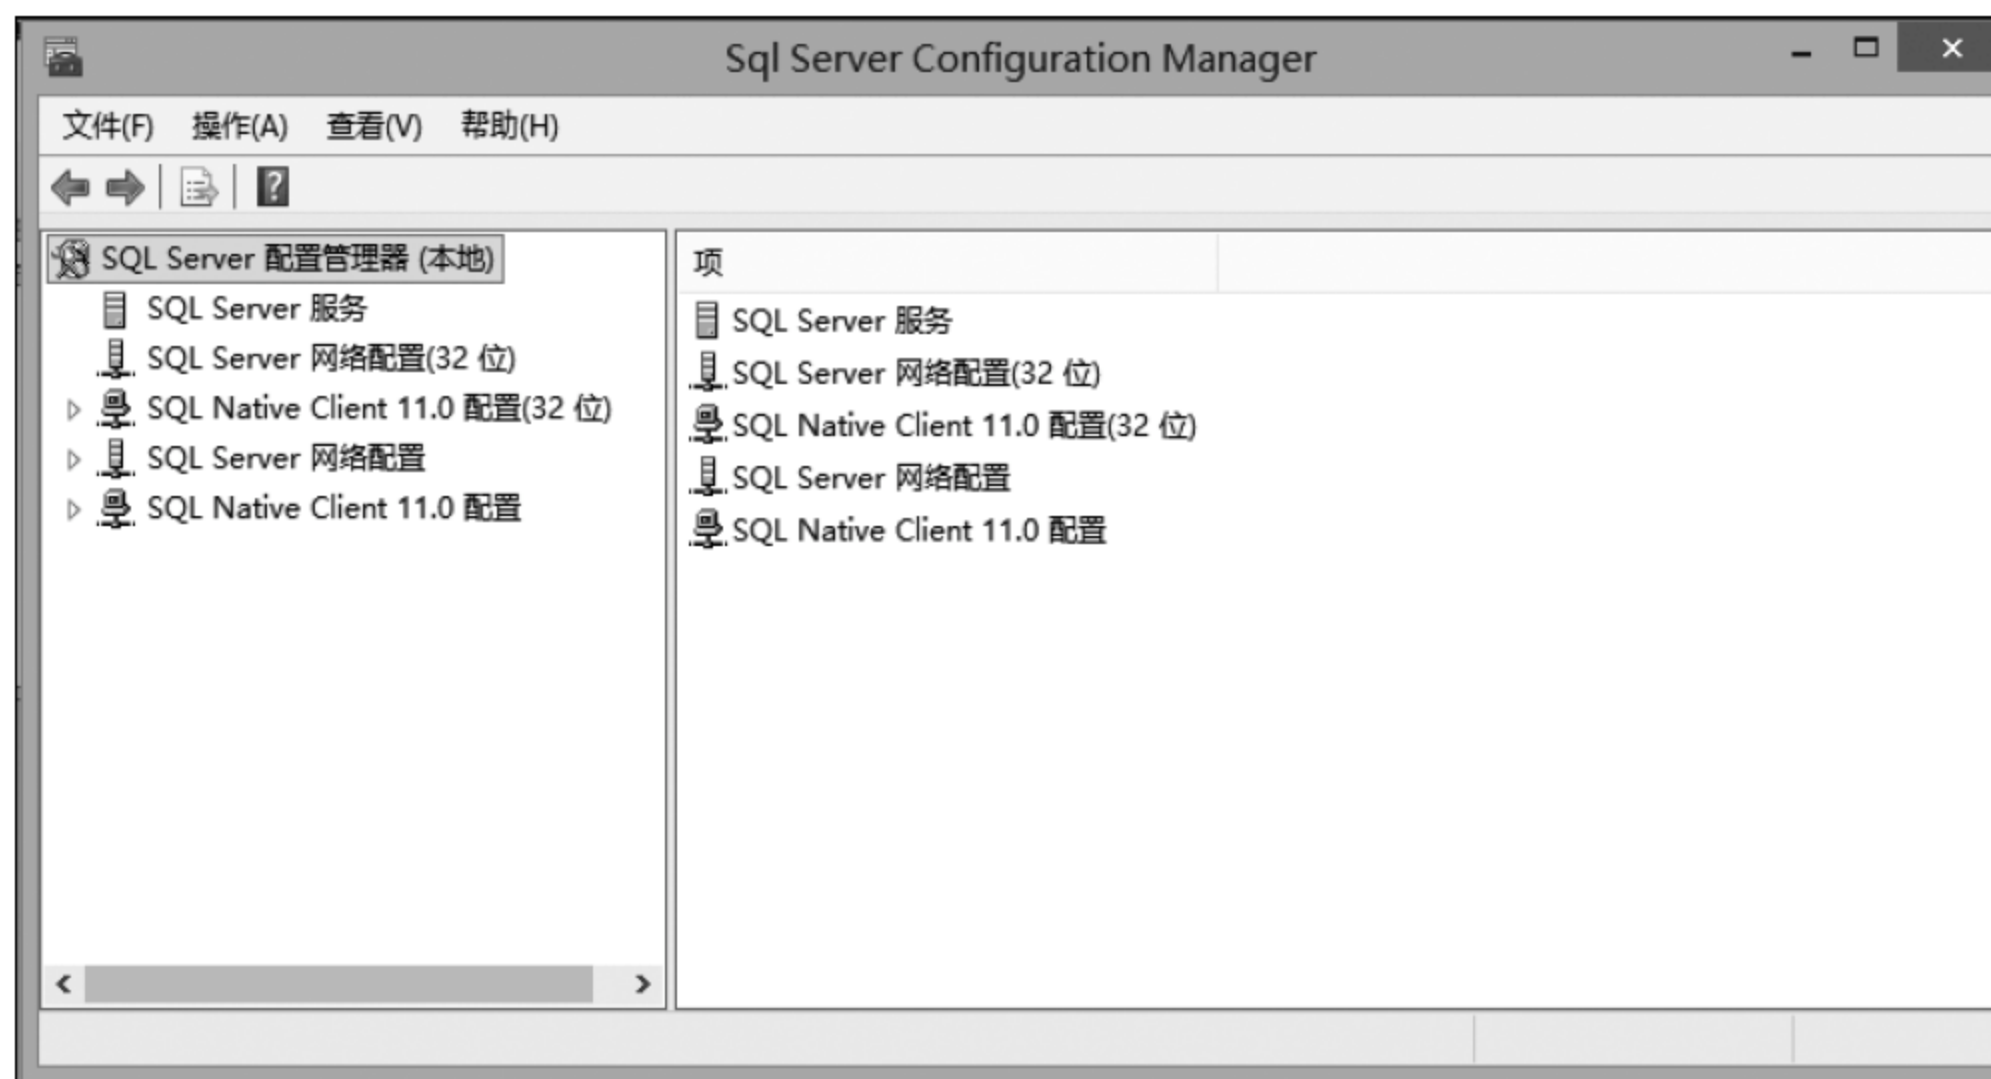 Sql Server Configuration Manager
文件(F) 操作(A) 查看(V) 帮助(H)
SQL Server 配置管理器 (本地)
SQL Server 服务
SQL Server 网络配置(32 位)
SQL Native Client 11.0 配置(32 位)
SQL Server 网络配置
SQL Native Client 11.0 配置
项
SQL Server 服务
SQL Server 网络配置(32 位)
SQL Native Client 11.0 配置(32 位)
SQL Server 网络配置
SQL Native Client 11.0 配置